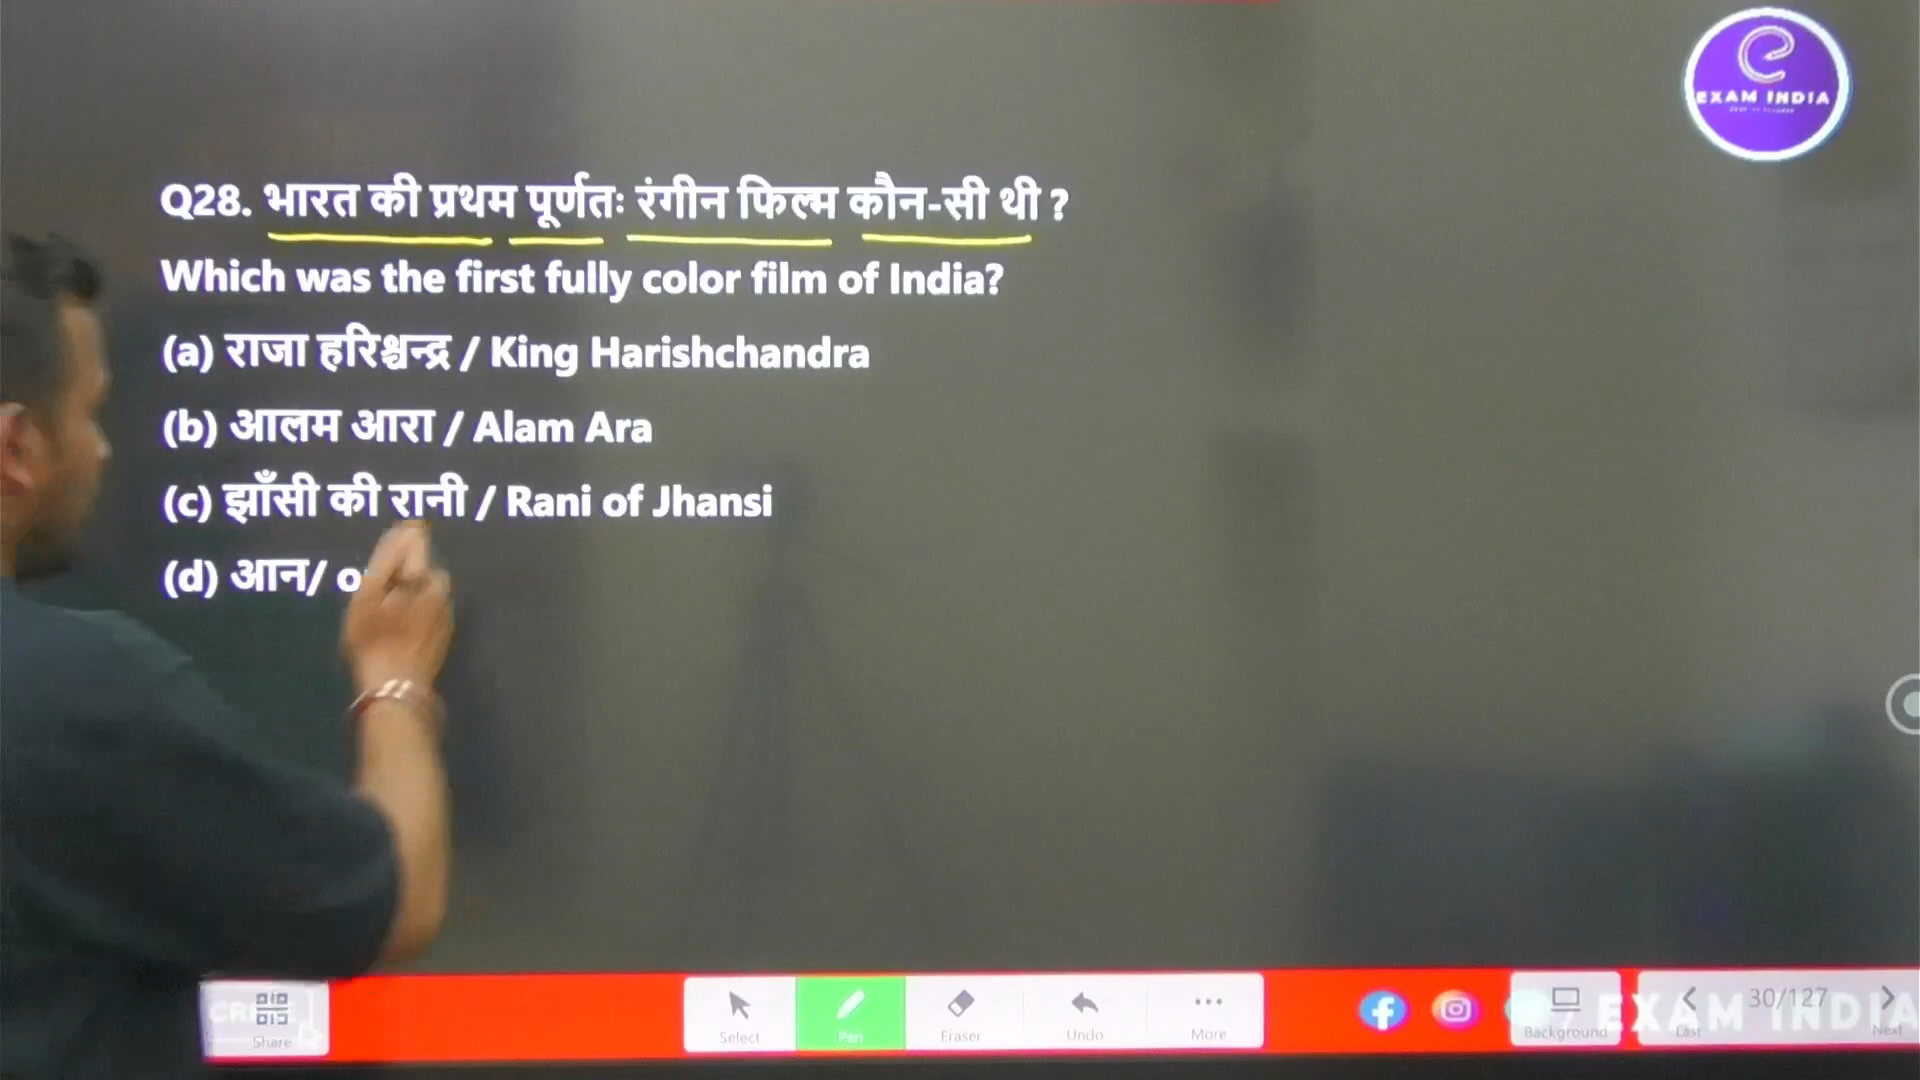 EXAM INDIA
Q28. भारत की प्रथम पूर्णतः रंगीन फिल्म कौन-सी थी ?
Which was the first fully color film of India?
(a) राजा हरिश्चन्द्र / King Harishchandra
(b) आलम आरा / Alam Ara
(c) झाँसी की रानी / Rani of Jhansi
(d) आन/
Share
Select
Pen
Eraser
Undo
More
Background
EXAM INDIA
Last
30/127
Next